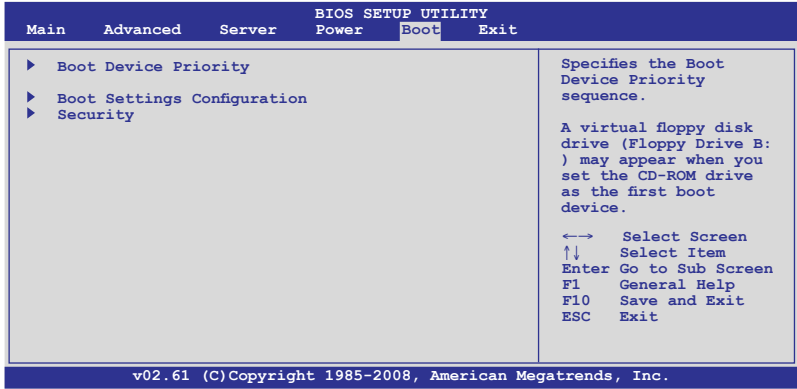 BIOS SETUP UTILITY
Main Advanced Server Power Boot Exit
Boot Device Priority
Boot Settings Configuration
Security
Specifies the Boot
Device Priority
sequence.
A virtual floppy disk
drive (Floppy Drive B:
) may appear when you
set the CD-ROM drive
as the first boot
device.
←→ Select Screen
↑↓ Select Item
Enter Go to Sub Screen
F1 General Help
F10 Save and Exit
ESC Exit
v02.61 (C)Copyright 1985-2008, American Megatrends, Inc.